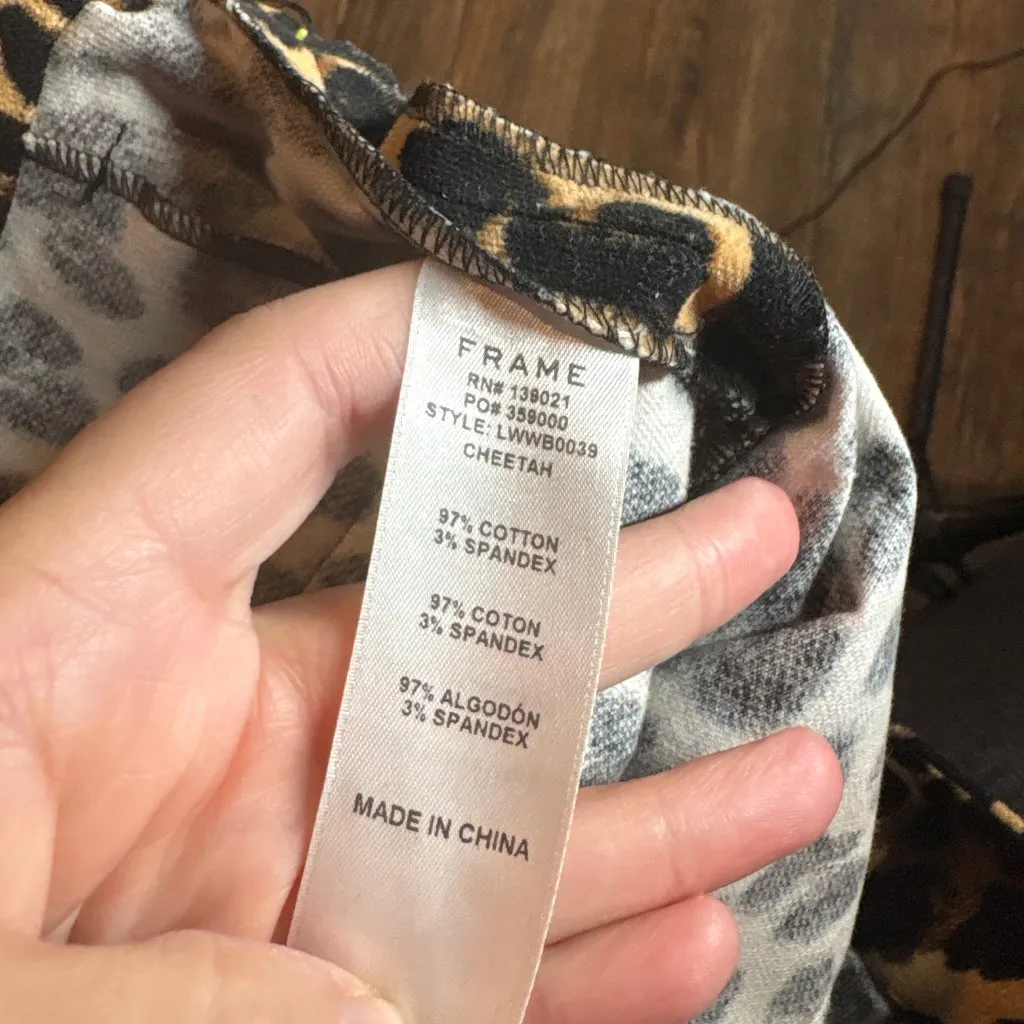 FRAME
RN# 139021
PO# 359000
STYLE: LWWB0039
CHEETAH
97% COTTON
3% SPANDEX
97% COTON
3% SPANDEX
97% ALGODÓN
3% SPANDEX
MADE IN CHINA